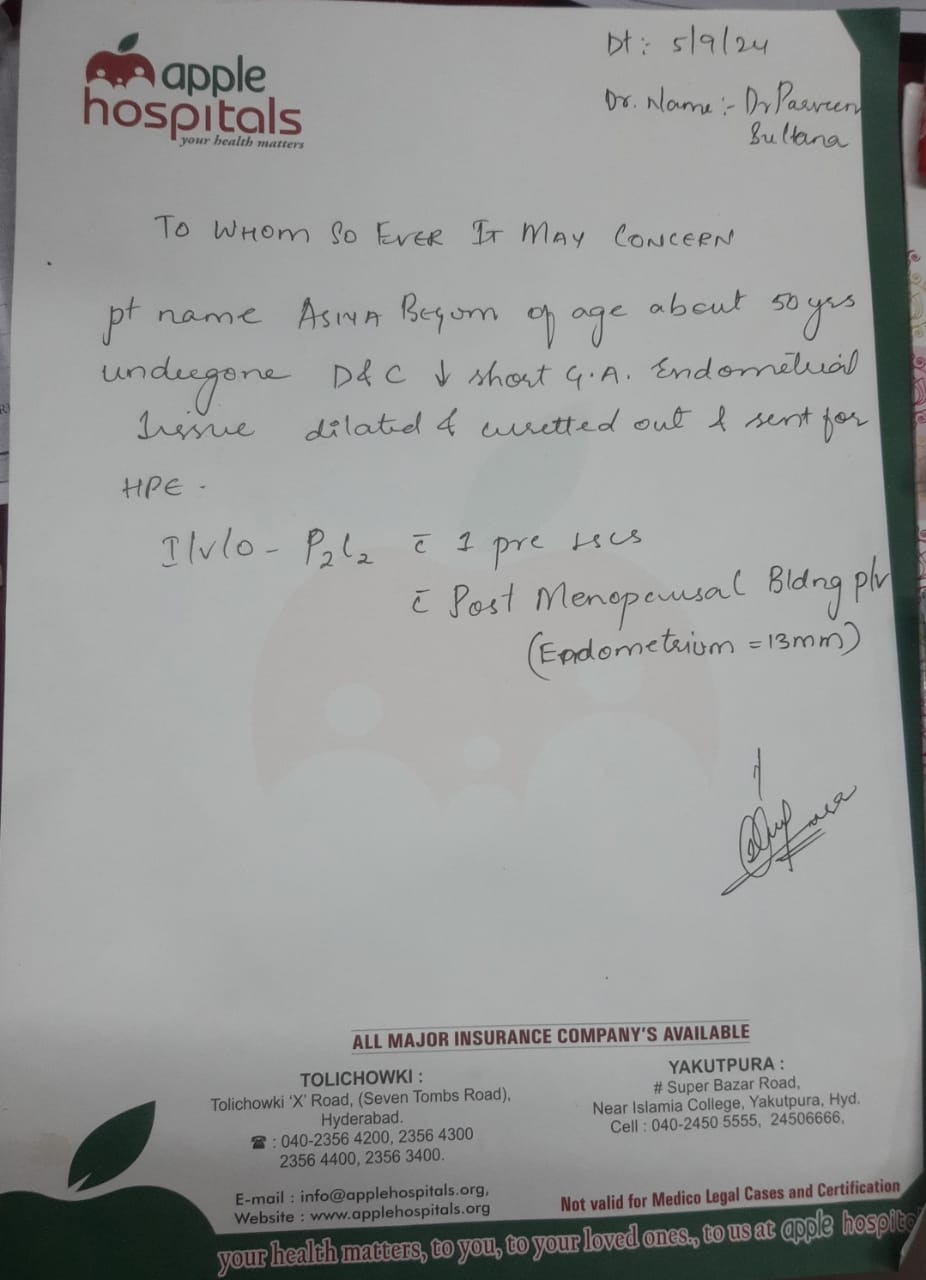 apple
hospitals
your health matters
Dt :- 5/9/24
Dr. Name :- Dr Parveen
Sultana
To WHOM SO EVER IT MAY CONCERN
pt name ASIYA Begum of age about 50 yrs
undergone D & C ↓ short G.A. Endometrial
tissue dilated & curetted out & sent for
HPE .
I/v/o - P2L2 c̄ 1 pre LSCS
c̄ Post Menopausal Bldng p/v
(Endometrium = 13mm)
ALL MAJOR INSURANCE COMPANY'S AVAILABLE
TOLICHOWKI :
Tolichowki 'X' Road, (Seven Tombs Road),
Hyderabad.
☎ : 040-2356 4200, 2356 4300
2356 4400, 2356 3400.
E-mail : info@applehospitals.org,
Website : www.applehospitals.org
YAKUTPURA :
# Super Bazar Road,
Near Islamia College, Yakutpura, Hyd.
Cell : 040-2450 5555, 24506666,
Not valid for Medico Legal Cases and Certification
your health matters, to you, to your loved ones., to us at apple hospita